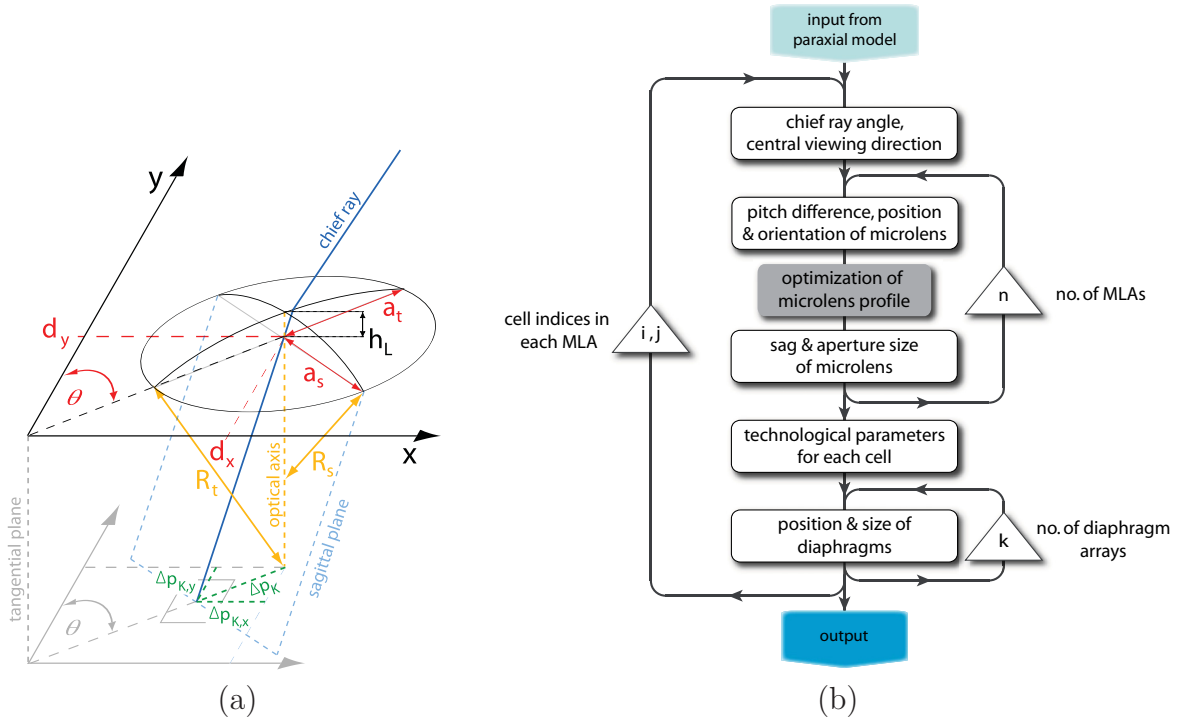 y
chief ray
d_y
a_t
h_L
a_s
θ
d_x
x
R_t
R_s
optical axis
tangential plane
sagittal plane
Δp_{K,y}
Δp_K
Δp_{K,x}
θ
(a)
input from
paraxial model
chief ray angle,
central viewing direction
pitch difference, position
& orientation of microlens
optimization of
microlens profile
n
no. of MLAs
cell indices in
each MLA
i, j
sag & aperture size
of microlens
technological parameters
for each cell
position & size of
diaphragms
k
no. of diaphragm
arrays
output
(b)